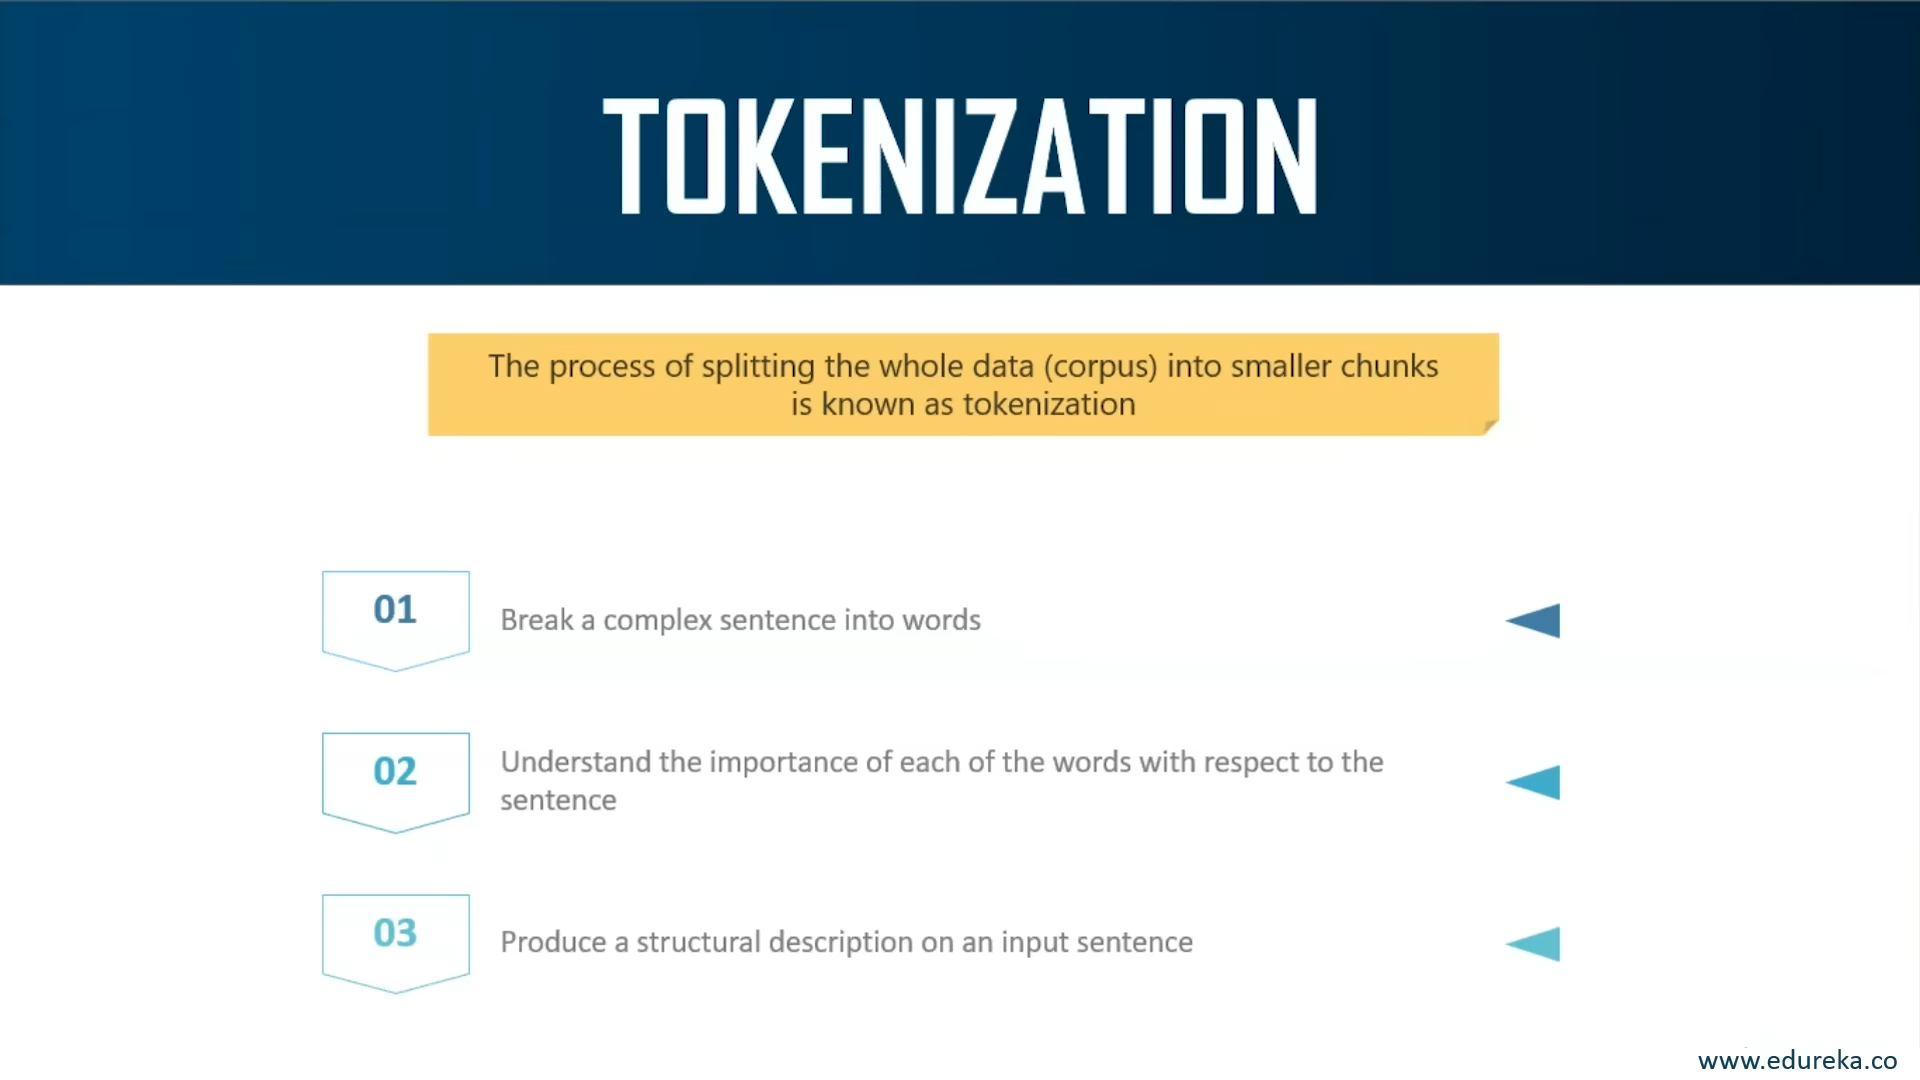 TOKENIZATION
The process of splitting the whole data (corpus) into smaller chunks
is known as tokenization
01
Break a complex sentence into words
02
Understand the importance of each of the words with respect to the
sentence
03
Produce a structural description on an input sentence
www.edureka.co